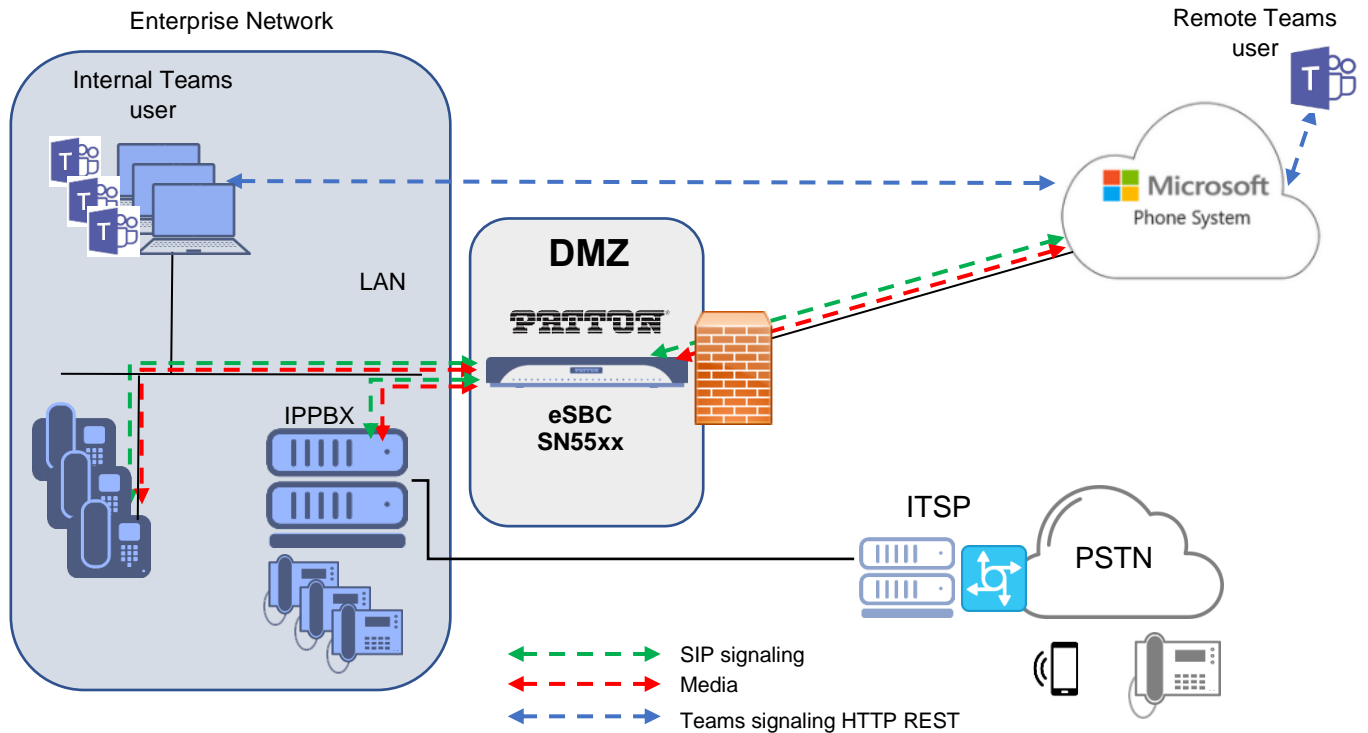 Enterprise Network
Remote Teams
user
Internal Teams
user
T
T
T
T
Microsoft
Phone System
LAN
DMZ
PATTON®
PATTON
eSBC
SN55xx
IPPBX
ITSP
PSTN
SIP signaling
Media
Teams signaling HTTP REST